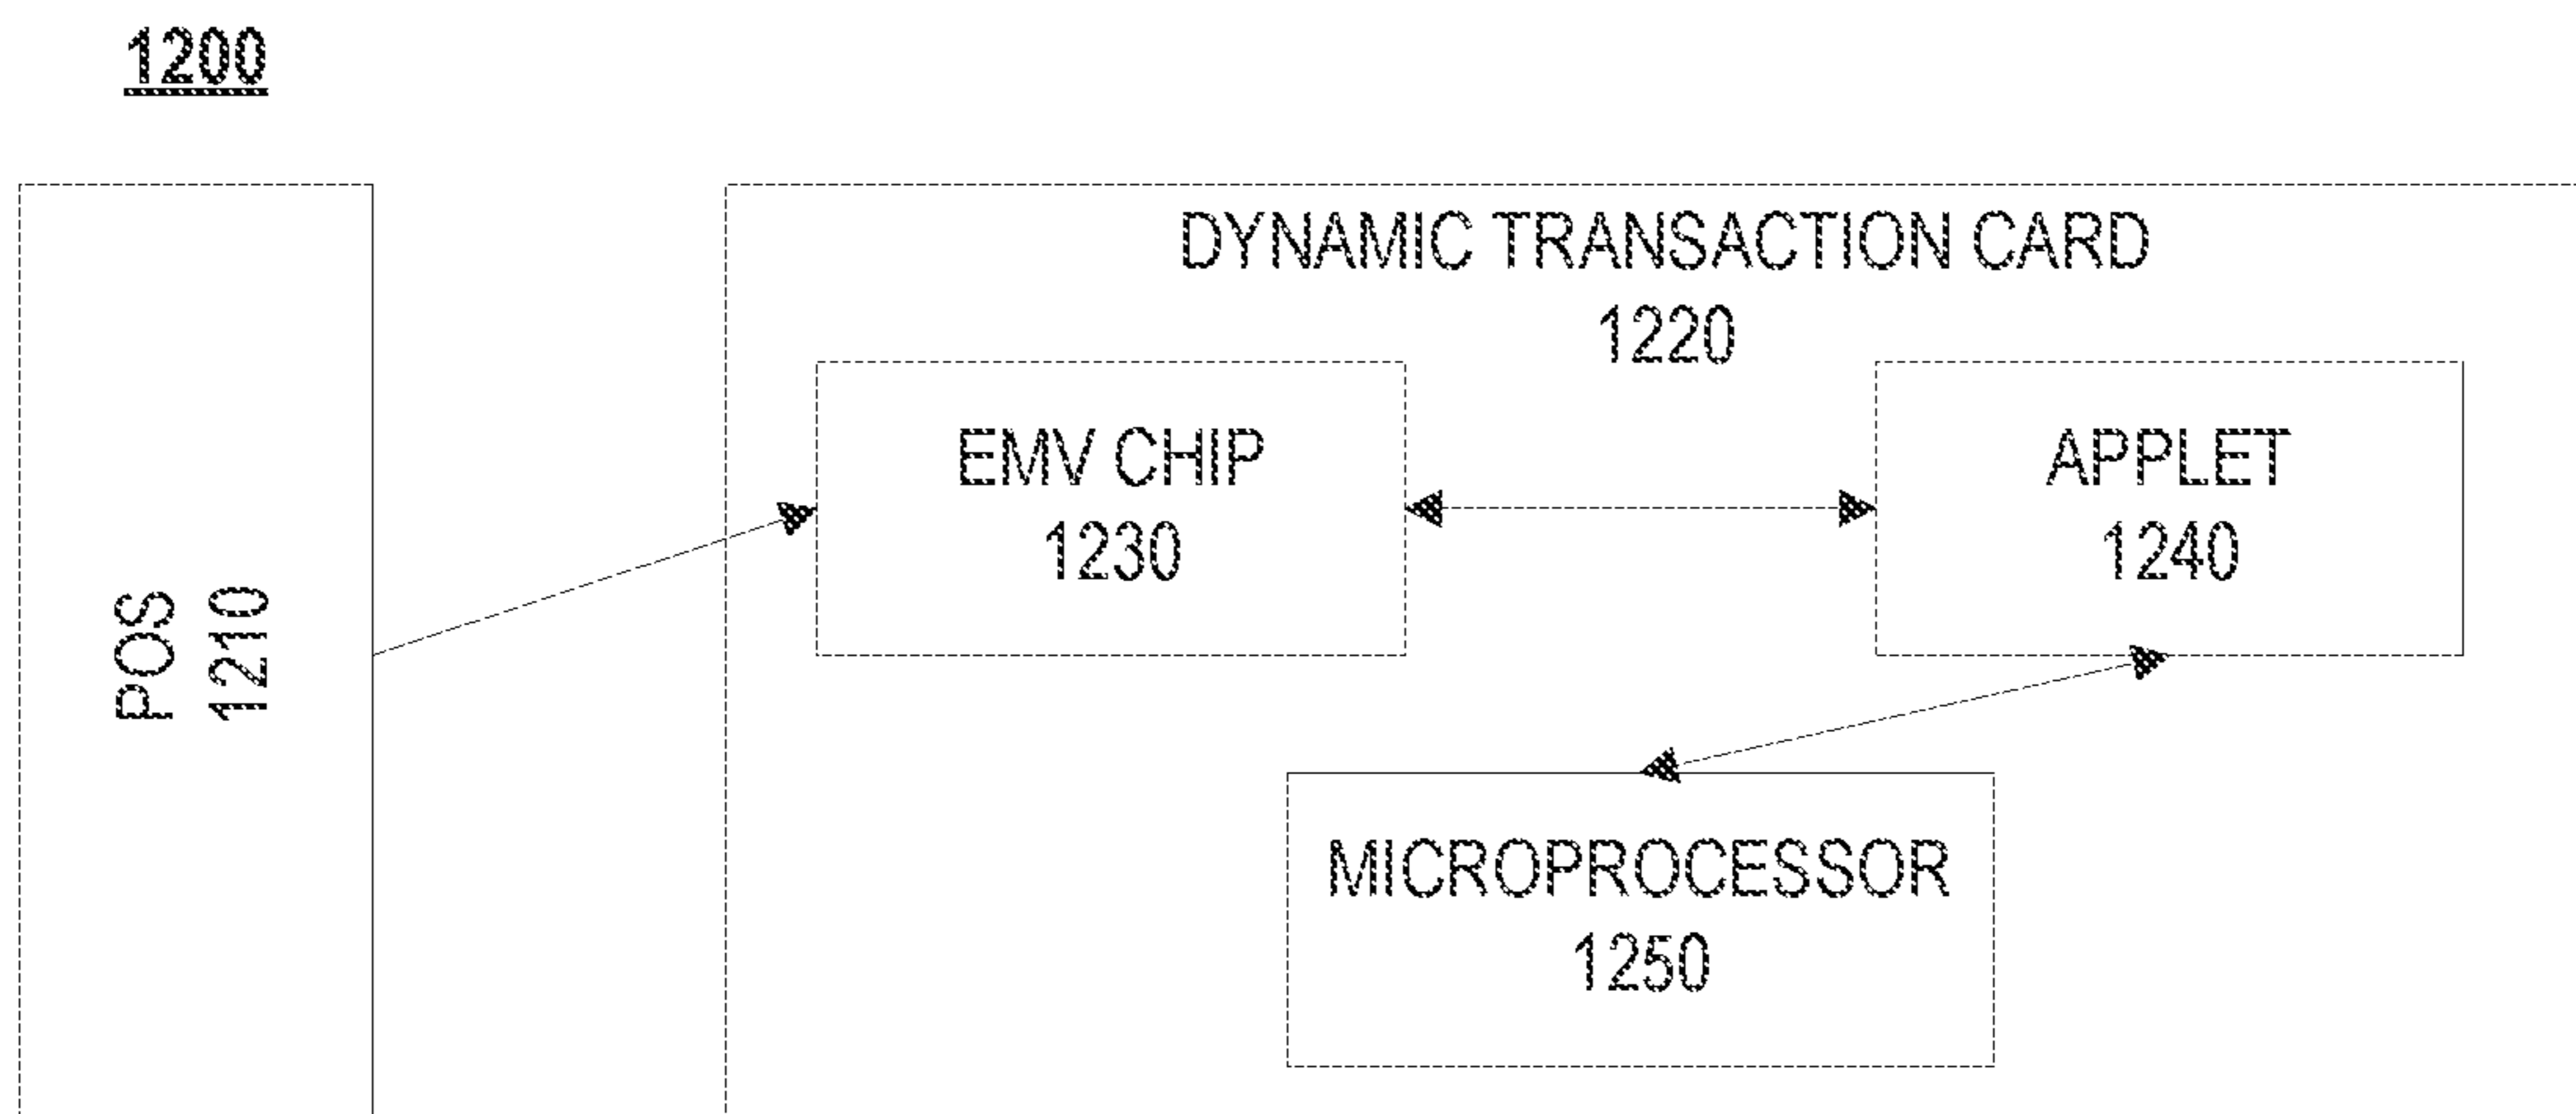 1200
POS
1210
DYNAMIC TRANSACTION CARD
1220
EMV CHIP
1230
APPLET
1240
MICROPROCESSOR
1250